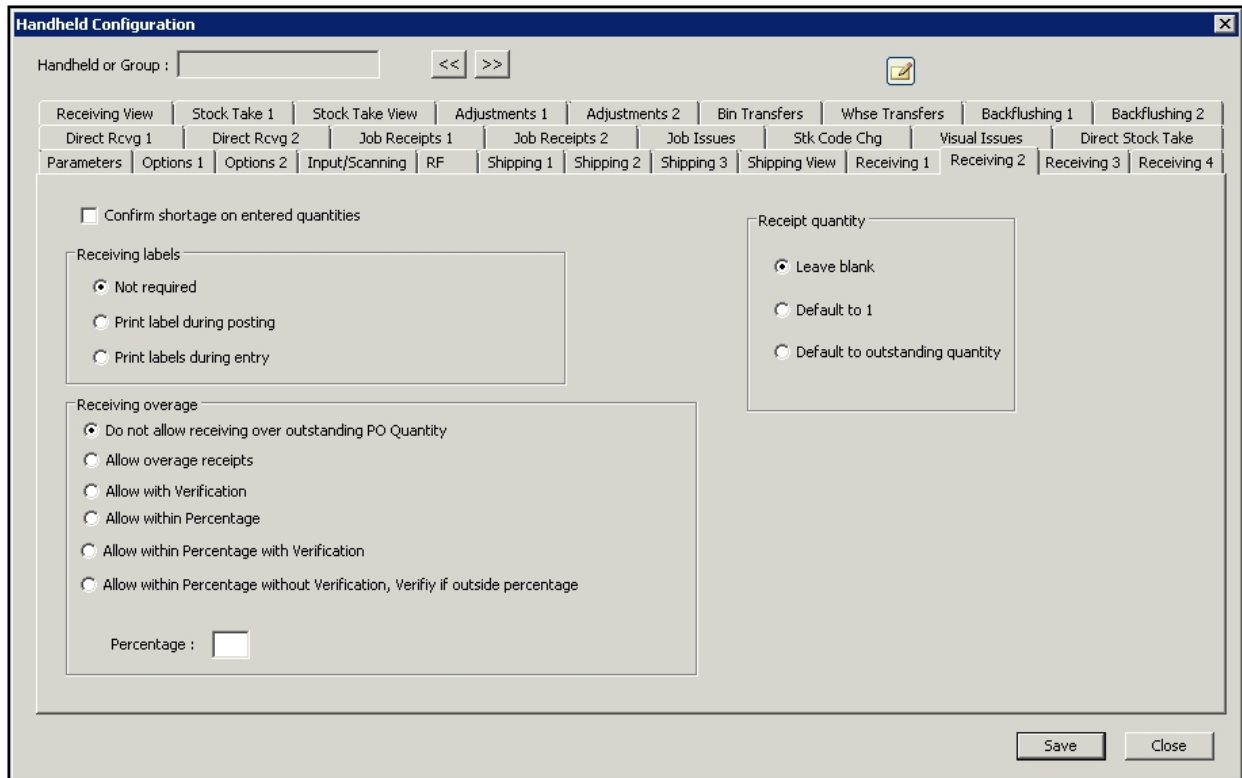 Handheld Configuration
Handheld or Group : << >>
Receiving View Stock Take 1 Stock Take View Adjustments 1 Adjustments 2 Bin Transfers Whse Transfers Backflushing 1 Backflushing 2
Direct Rcvg 1 Direct Rcvg 2 Job Receipts 1 Job Receipts 2 Job Issues Stk Code Chg Visual Issues Direct Stock Take
Parameters Options 1 Options 2 Input/Scanning RF Shipping 1 Shipping 2 Shipping 3 Shipping View Receiving 1 Receiving 2 Receiving 3 Receiving 4
Confirm shortage on entered quantities
Receiving labels
Not required
Print label during posting
Print labels during entry
Receipt quantity
Leave blank
Default to 1
Default to outstanding quantity
Receiving overage
Do not allow receiving over outstanding PO Quantity
Allow overage receipts
Allow with Verification
Allow within Percentage
Allow within Percentage with Verification
Allow within Percentage without Verification, Verifiy if outside percentage
Percentage :
Save Close